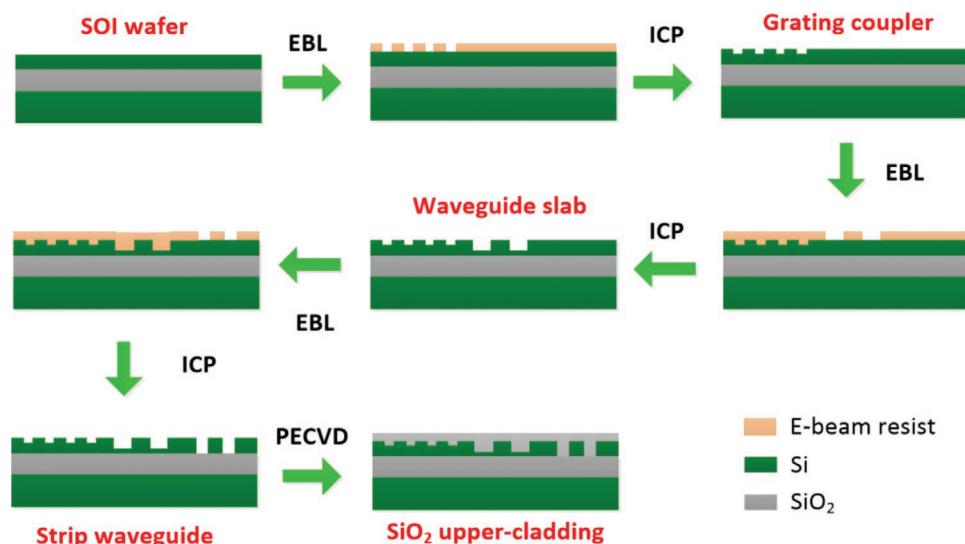 SOI wafer
EBL
ICP
Grating coupler
EBL
Waveguide slab
ICP
EBL
ICP
PECVD
Strip waveguide
SiO₂ upper-cladding
E-beam resist
Si
SiO₂